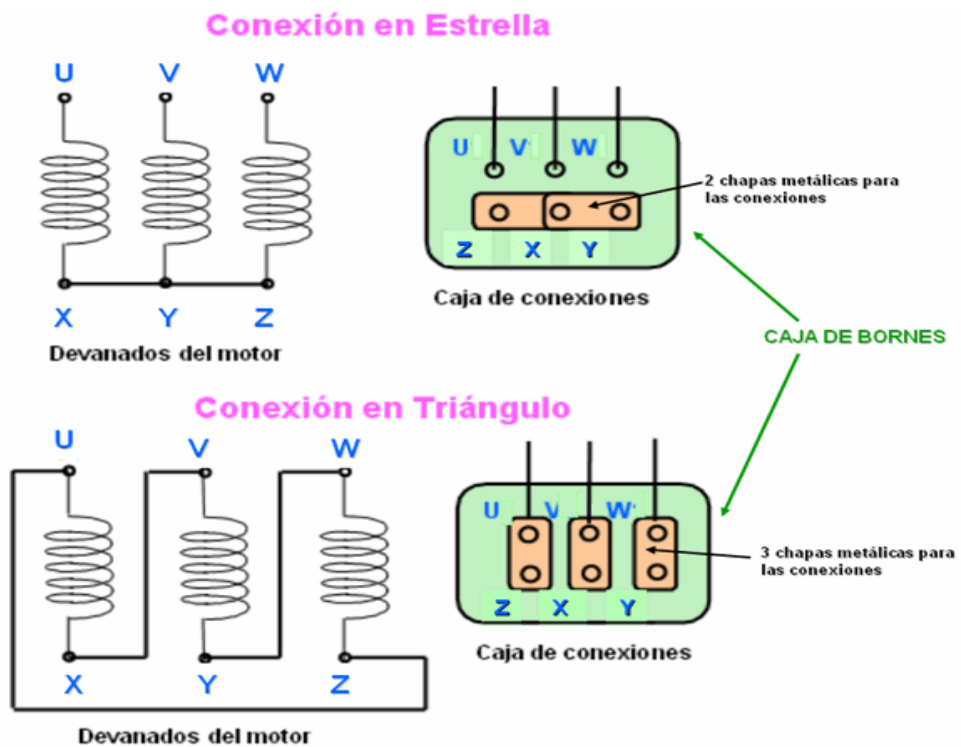 Conexión en Estrella
U V W
X Y Z
Devanados del motor
U V W
Z X Y
2 chapas metálicas para
las conexiones
Caja de conexiones
CAJA DE BORNES
Conexión en Triángulo
U V W
X Y Z
Devanados del motor
U V W
Z X Y
3 chapas metálicas para
las conexiones
Caja de conexiones